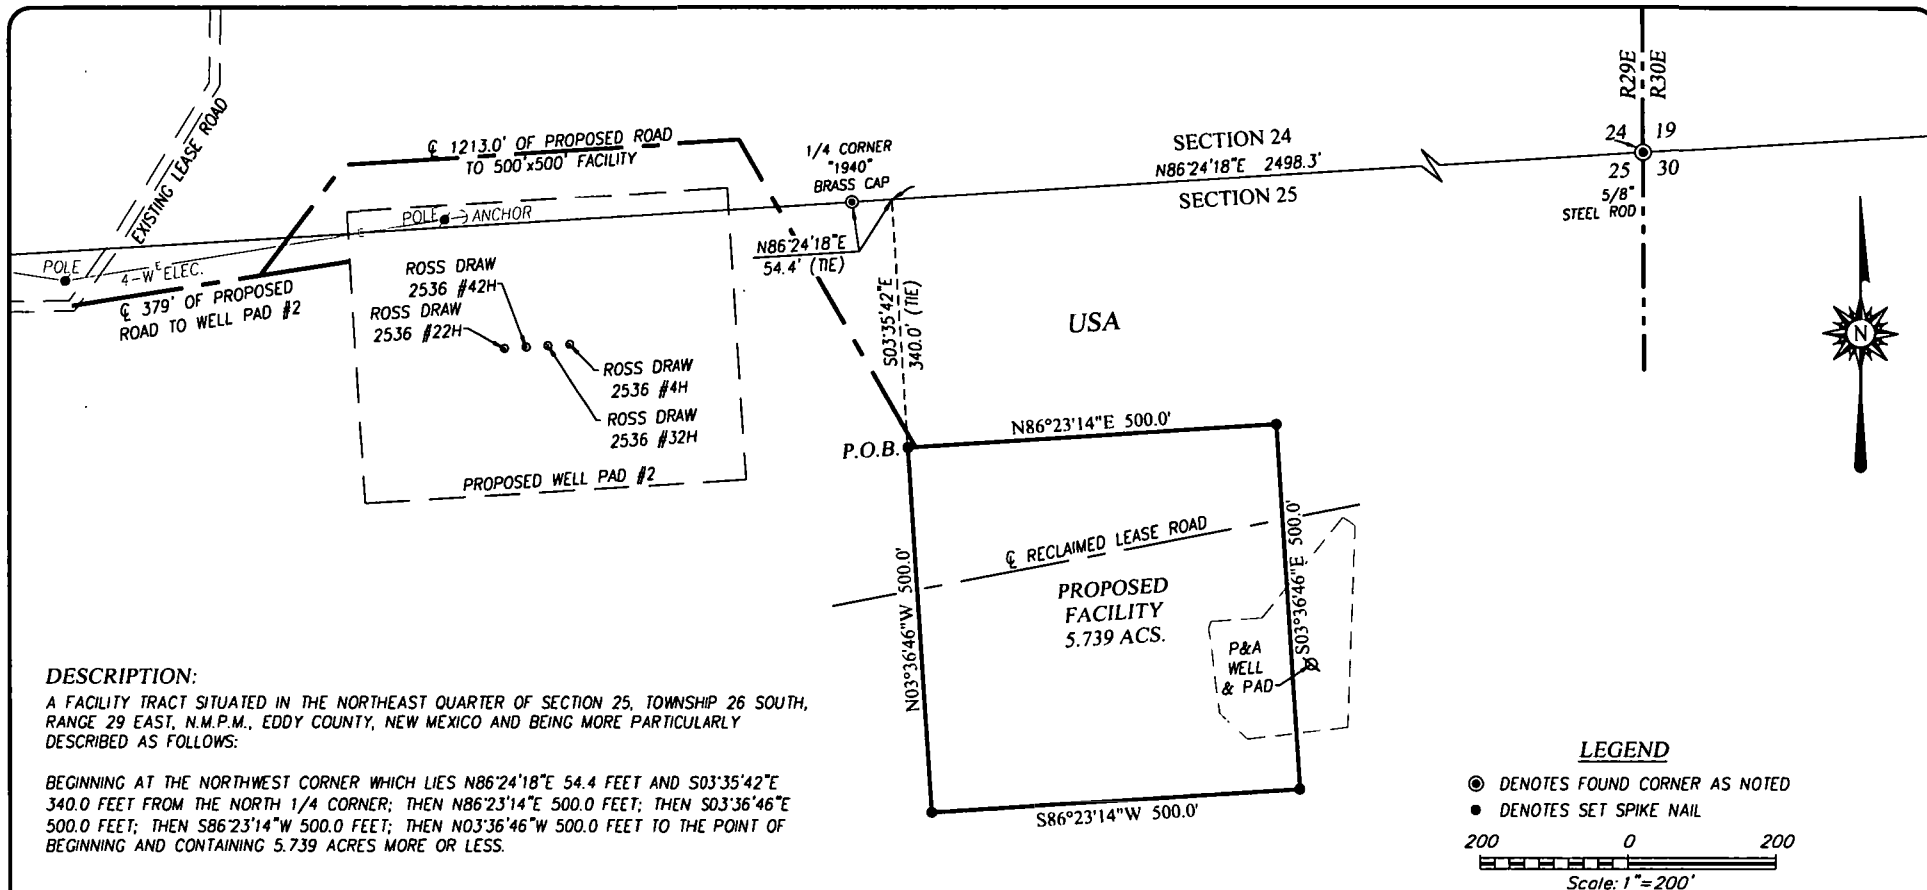 EXISTING LEASE ROAD
℄ 1213.0' OF PROPOSED ROAD
TO 500'x500' FACILITY
1/4 CORNER
"1940"
BRASS CAP
SECTION 24
N86°24'18"E 2498.3'
SECTION 25
R29E
R30E
24 19
25 30
5/8"
STEEL ROD
POLE
ANCHOR
POLE
4-W ELEC.
E
℄ 379' OF PROPOSED
ROAD TO WELL PAD #2
ROSS DRAW
2536 #42H
ROSS DRAW
2536 #22H
ROSS DRAW
2536 #4H
ROSS DRAW
2536 #32H
PROPOSED WELL PAD #2
N86°24'18"E
54.4' (TIE)
S03°35'42"E
340.0' (TIE)
USA
N
P.O.B.
N86°23'14"E 500.0'
℄ RECLAIMED LEASE ROAD
N03°36'46"W 500.0'
S03°36'46"E 500.0'
PROPOSED
FACILITY
5.739 ACS.
P&A
WELL
& PAD
S86°23'14"W 500.0'
DESCRIPTION:
A FACILITY TRACT SITUATED IN THE NORTHEAST QUARTER OF SECTION 25, TOWNSHIP 26 SOUTH,
RANGE 29 EAST, N.M.P.M., EDDY COUNTY, NEW MEXICO AND BEING MORE PARTICULARLY
DESCRIBED AS FOLLOWS:
BEGINNING AT THE NORTHWEST CORNER WHICH LIES N86°24'18"E 54.4 FEET AND S03°35'42"E
340.0 FEET FROM THE NORTH 1/4 CORNER; THEN N86°23'14"E 500.0 FEET; THEN S03°36'46"E
500.0 FEET; THEN S86°23'14"W 500.0 FEET; THEN N03°36'46"W 500.0 FEET TO THE POINT OF
BEGINNING AND CONTAINING 5.739 ACRES MORE OR LESS.
LEGEND
DENOTES FOUND CORNER AS NOTED
DENOTES SET SPIKE NAIL
200 0 200
Scale: 1"=200'